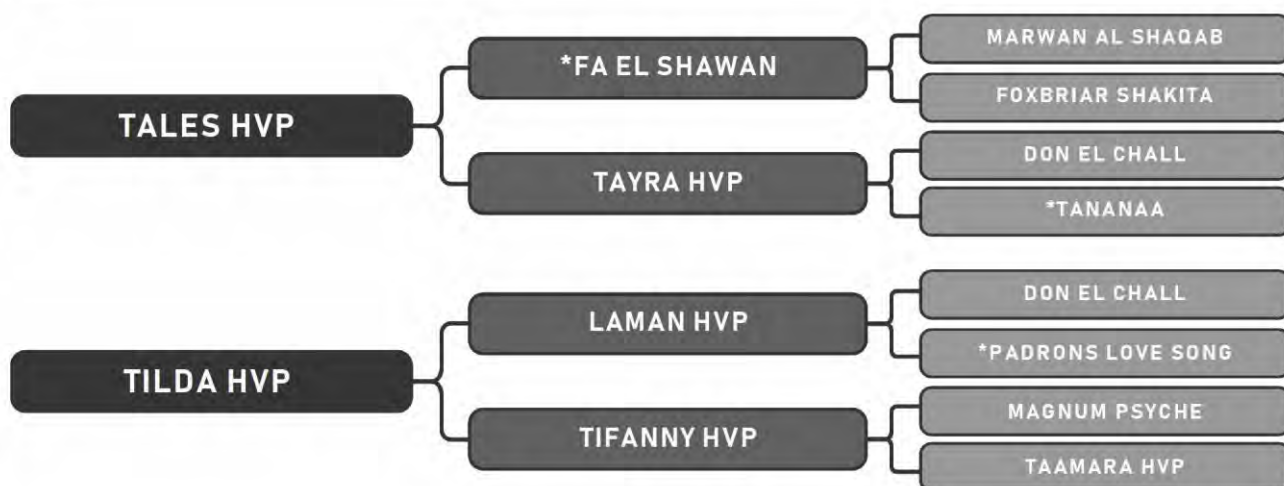 TALES HVP
*FA EL SHAWAN
TAYRA HVP
MARWAN AL SHAQAB
FOXBRIAR SHAKITA
DON EL CHALL
*TANANAA
TILDA HVP
LAMAN HVP
TIFANNY HVP
DON EL CHALL
*PADRONS LOVE SONG
MAGNUM PSYCHE
TAAMARA HVP